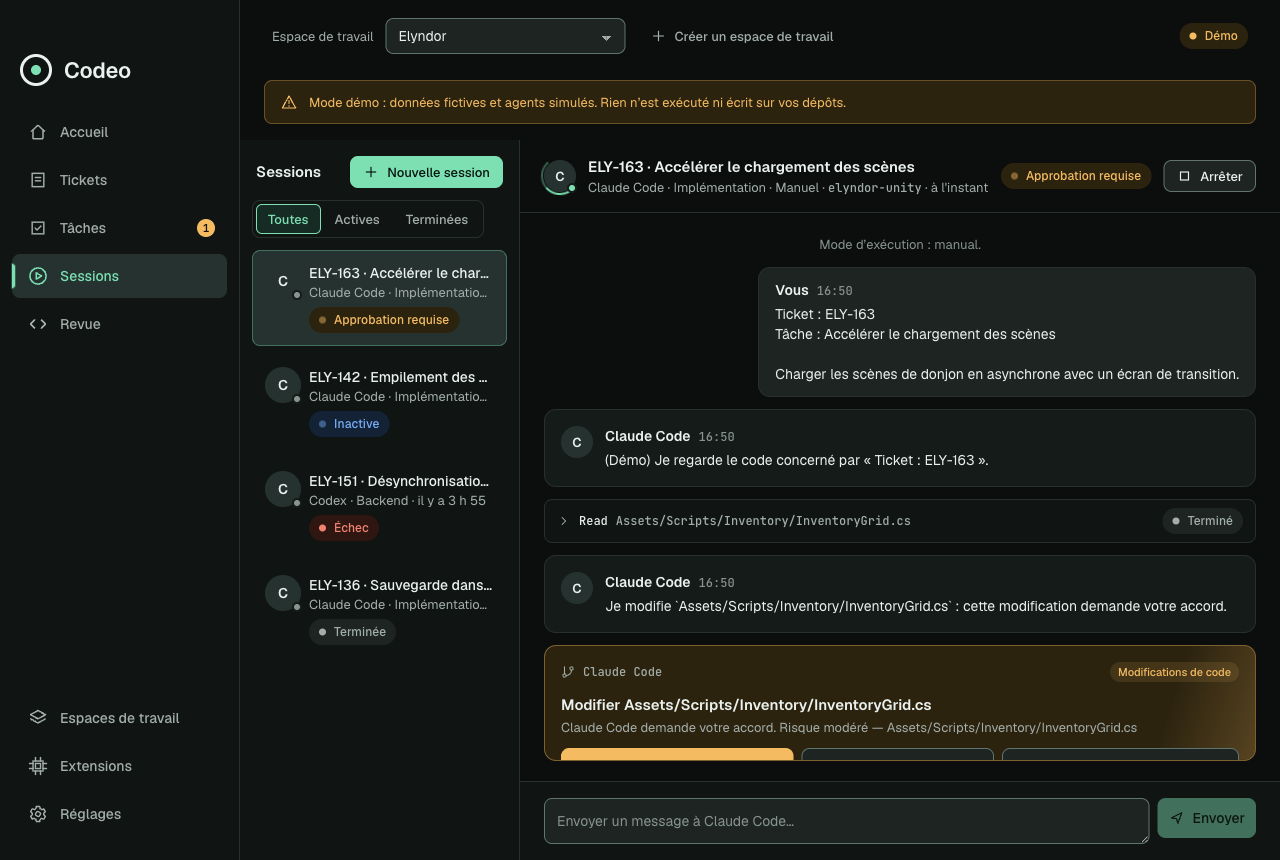 Codeo
Accueil
Tickets
Tâches
1
Sessions
Revue
Espaces de travail
Extensions
Réglages
Espace de travail
Elyndor
Créer un espace de travail
Démo
Mode démo : données fictives et agents simulés. Rien n'est exécuté ni écrit sur vos dépôts.
Sessions
Nouvelle session
Toutes
Actives
Terminées
C
ELY-163 · Accélérer le char…
Claude Code · Implémentatio…
Approbation requise
C
ELY-142 · Empilement des …
Claude Code · Implémentatio…
Inactive
C
ELY-151 · Désynchronisatio…
Codex · Backend · il y a 3 h 55
Échec
C
ELY-136 · Sauvegarde dans…
Claude Code · Implémentatio…
Terminée
C
ELY-163 · Accélérer le chargement des scènes
Claude Code · Implémentation · Manuel · elyndor-unity · à l'instant
Approbation requise
Arrêter
Mode d'exécution : manual.
Vous 16:50
Ticket : ELY-163
Tâche : Accélérer le chargement des scènes
Charger les scènes de donjon en asynchrone avec un écran de transition.
C
Claude Code 16:50
(Démo) Je regarde le code concerné par « Ticket : ELY-163 ».
Read Assets/Scripts/Inventory/InventoryGrid.cs
Terminé
C
Claude Code 16:50
Je modifie `Assets/Scripts/Inventory/InventoryGrid.cs` : cette modification demande votre accord.
Claude Code
Modifications de code
Modifier Assets/Scripts/Inventory/InventoryGrid.cs
Claude Code demande votre accord. Risque modéré — Assets/Scripts/Inventory/InventoryGrid.cs
Envoyer un message à Claude Code…
Envoyer